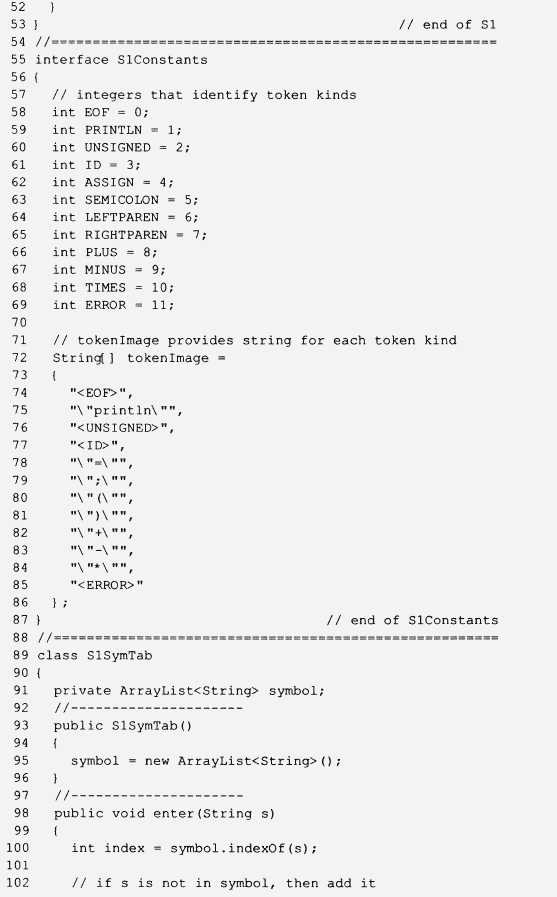 52 }
53 } // end of S1
54 //======================================================
55 interface S1Constants
56 {
57 // integers that identify token kinds
58 int EOF = 0;
59 int PRINTLN = 1;
60 int UNSIGNED = 2;
61 int ID = 3;
62 int ASSIGN = 4;
63 int SEMICOLON = 5;
64 int LEFTPAREN = 6;
65 int RIGHTPAREN = 7;
66 int PLUS = 8;
67 int MINUS = 9;
68 int TIMES = 10;
69 int ERROR = 11;
70
71 // tokenImage provides string for each token kind
72 String[] tokenImage =
73 {
74 "<EOF>",
75 "\"println\"",
76 "<UNSIGNED>",
77 "<ID>",
78 "\"=\"",
79 "\";\"",
80 "\"(\"",
81 "\")\"",
82 "\"+\"",
83 "\"-\"",
84 "\"*\"",
85 "<ERROR>"
86 };
87 } // end of S1Constants
88 //======================================================
89 class S1SymTab
90 {
91 private ArrayList<String> symbol;
92 //---------------------
93 public S1SymTab()
94 {
95 symbol = new ArrayList<String>();
96 }
97 //---------------------
98 public void enter(String s)
99 {
100 int index = symbol.indexOf(s);
101
102 // if s is not in symbol, then add it